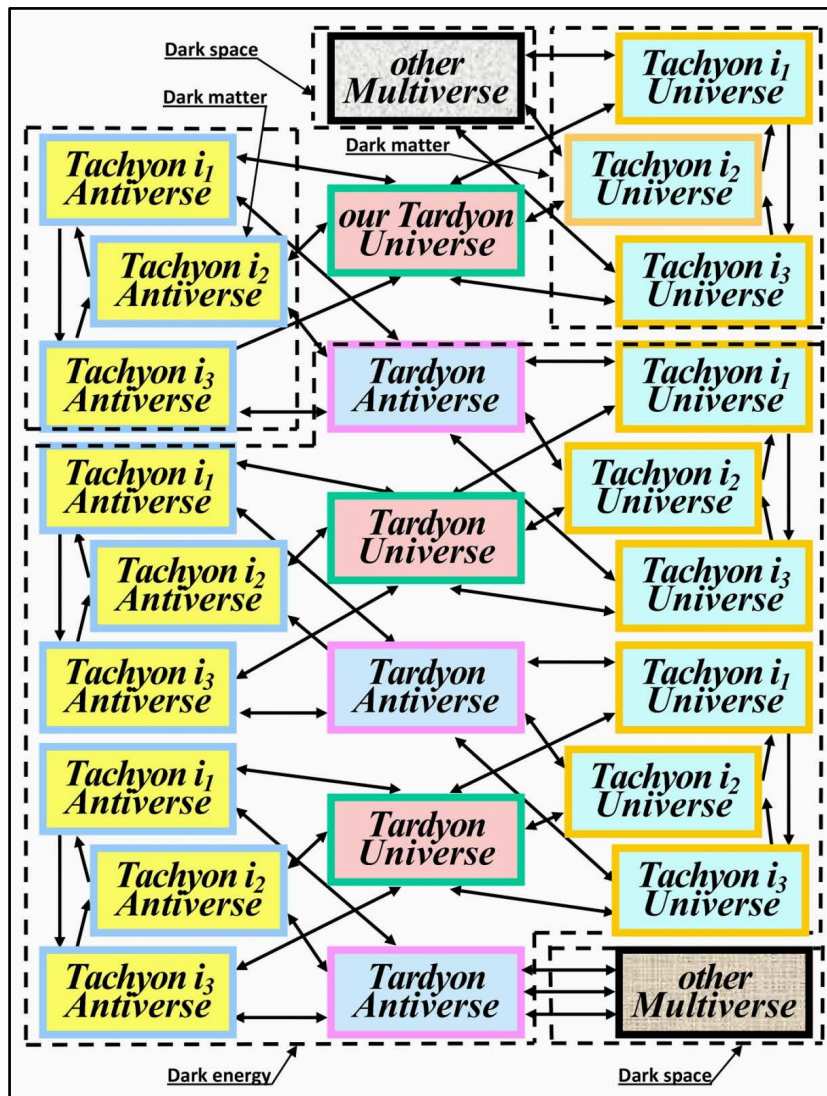 Dark space
other
Multiverse
Tachyon i₁
Universe
Dark matter
Dark matter
Tachyon i₁
Antiverse
Tachyon i₂
Universe
our Tardyon
Universe
Tachyon i₂
Antiverse
Tachyon i₃
Universe
Tachyon i₃
Antiverse
Tardyon
Antiverse
Tachyon i₁
Universe
Tachyon i₁
Antiverse
Tachyon i₂
Universe
Tardyon
Universe
Tachyon i₂
Antiverse
Tachyon i₃
Universe
Tachyon i₃
Antiverse
Tardyon
Antiverse
Tachyon i₁
Universe
Tachyon i₁
Antiverse
Tachyon i₂
Universe
Tardyon
Universe
Tachyon i₂
Antiverse
Tachyon i₃
Universe
Tachyon i₃
Antiverse
Tardyon
Antiverse
other
Multiverse
Dark energy
Dark space